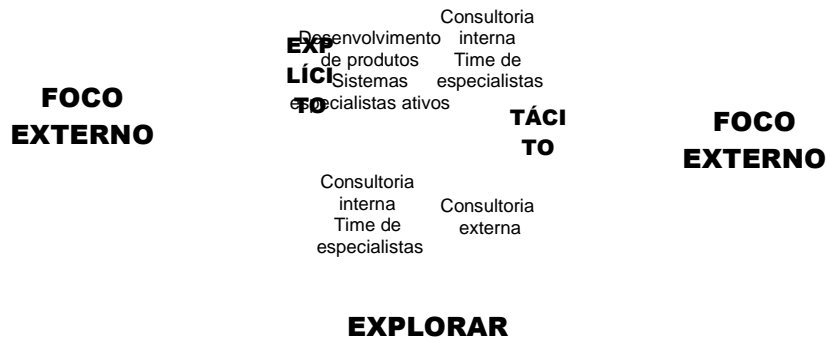 Desenvolvimento
de produtos
Sistemas
especialistas ativos
Consultoria
interna
Time de
especialistas
EXP
LÍCI
TO
FOCO
EXTERNO
TÁCI
TO
FOCO
EXTERNO
Consultoria
interna
Time de
especialistas
Consultoria
externa
EXPLORAR